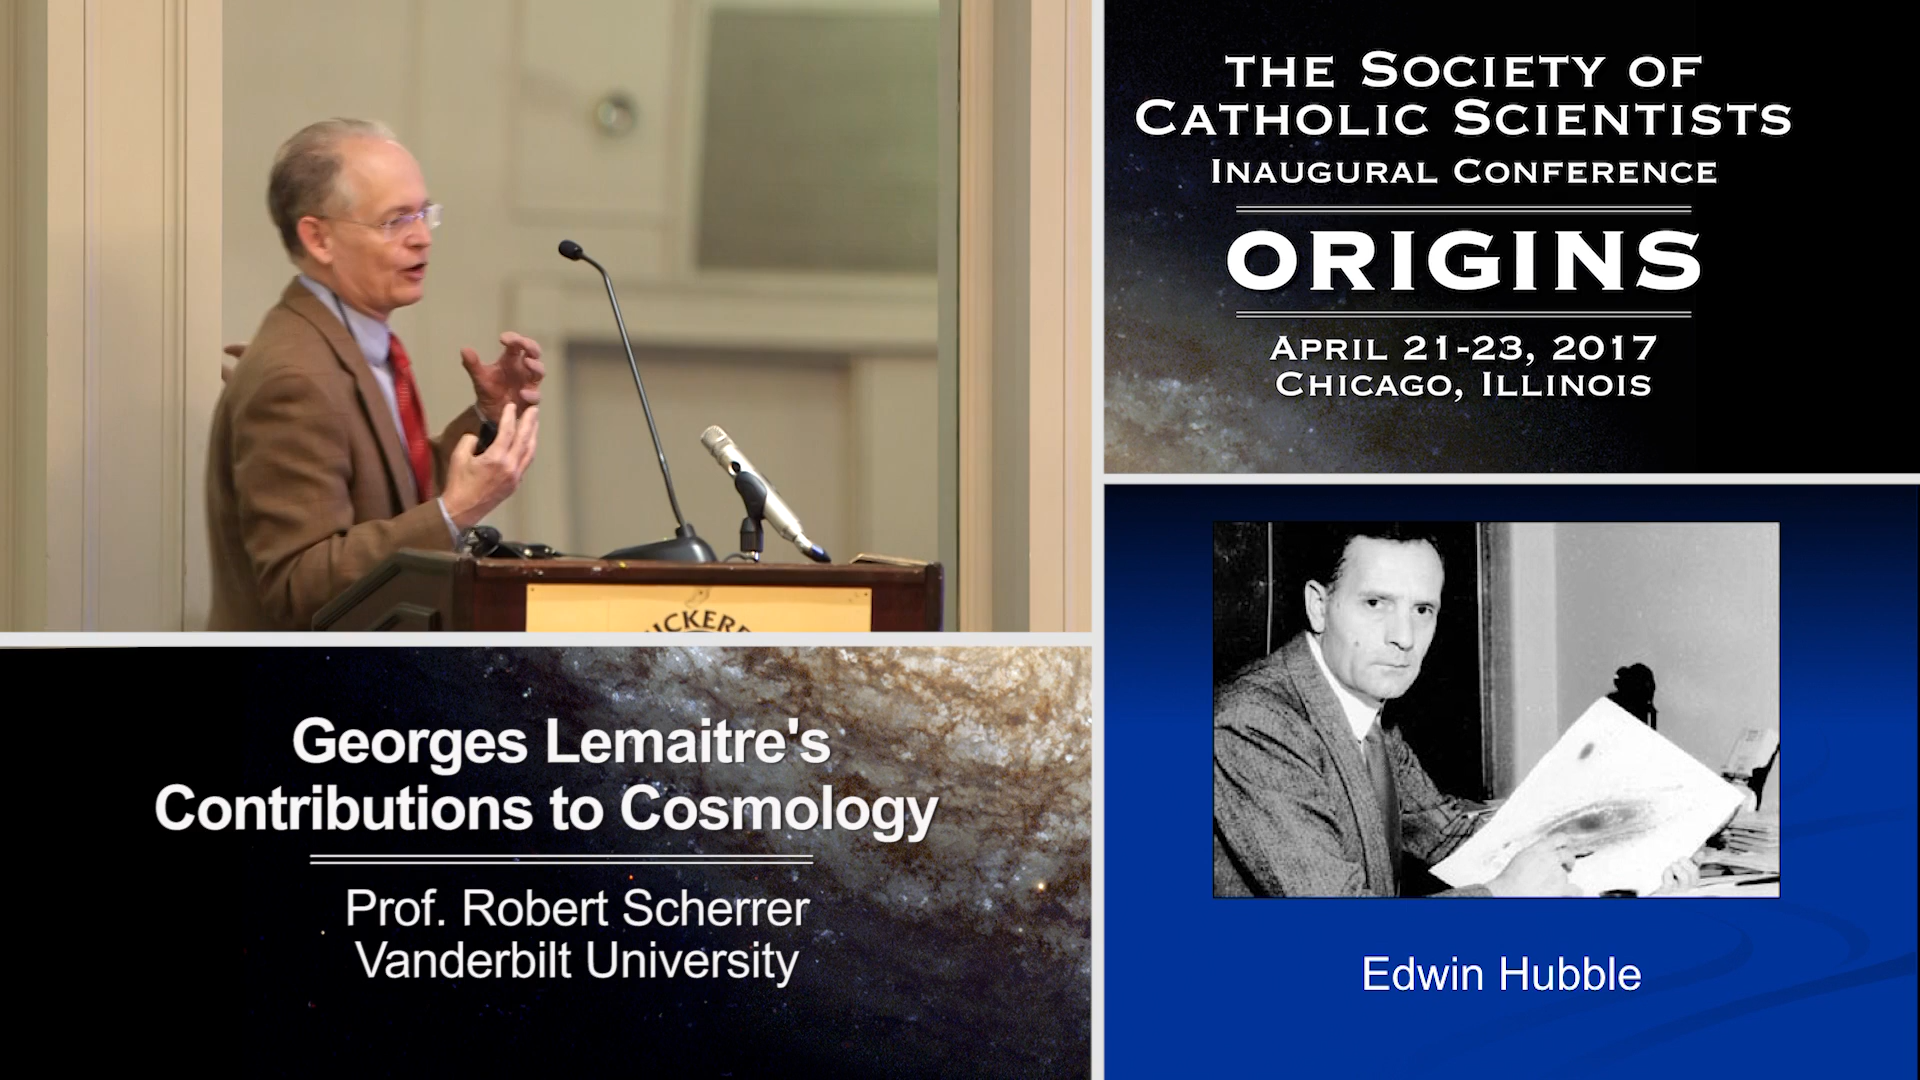 THE SOCIETY OF
CATHOLIC SCIENTISTS
INAUGURAL CONFERENCE
ORIGINS
APRIL 21-23, 2017
CHICAGO, ILLINOIS
Georges Lemaitre's
Contributions to Cosmology
Prof. Robert Scherrer
Vanderbilt University
Edwin Hubble